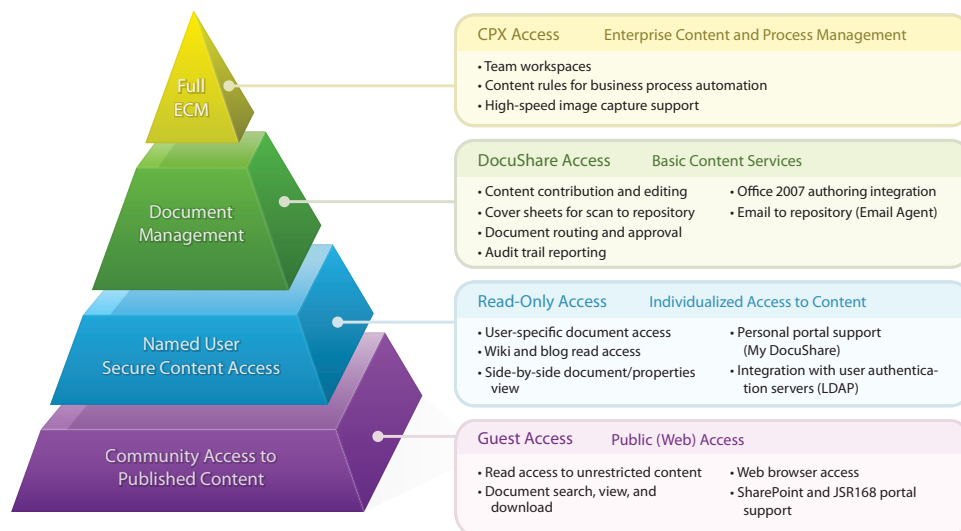 Full
ECM
CPX Access Enterprise Content and Process Management
• Team workspaces
• Content rules for business process automation
• High-speed image capture support
Document
Management
DocuShare Access Basic Content Services
• Content contribution and editing
• Cover sheets for scan to repository
• Document routing and approval
• Audit trail reporting
• Office 2007 authoring integration
• Email to repository (Email Agent)
Named User
Secure Content Access
Read-Only Access Individualized Access to Content
• User-specific document access
• Wiki and blog read access
• Side-by-side document/properties
view
• Personal portal support
(My DocuShare)
• Integration with user authentica-
tion servers (LDAP)
Community Access to
Published Content
Guest Access Public (Web) Access
• Read access to unrestricted content
• Document search, view, and
download
• Web browser access
• SharePoint and JSR168 portal
support